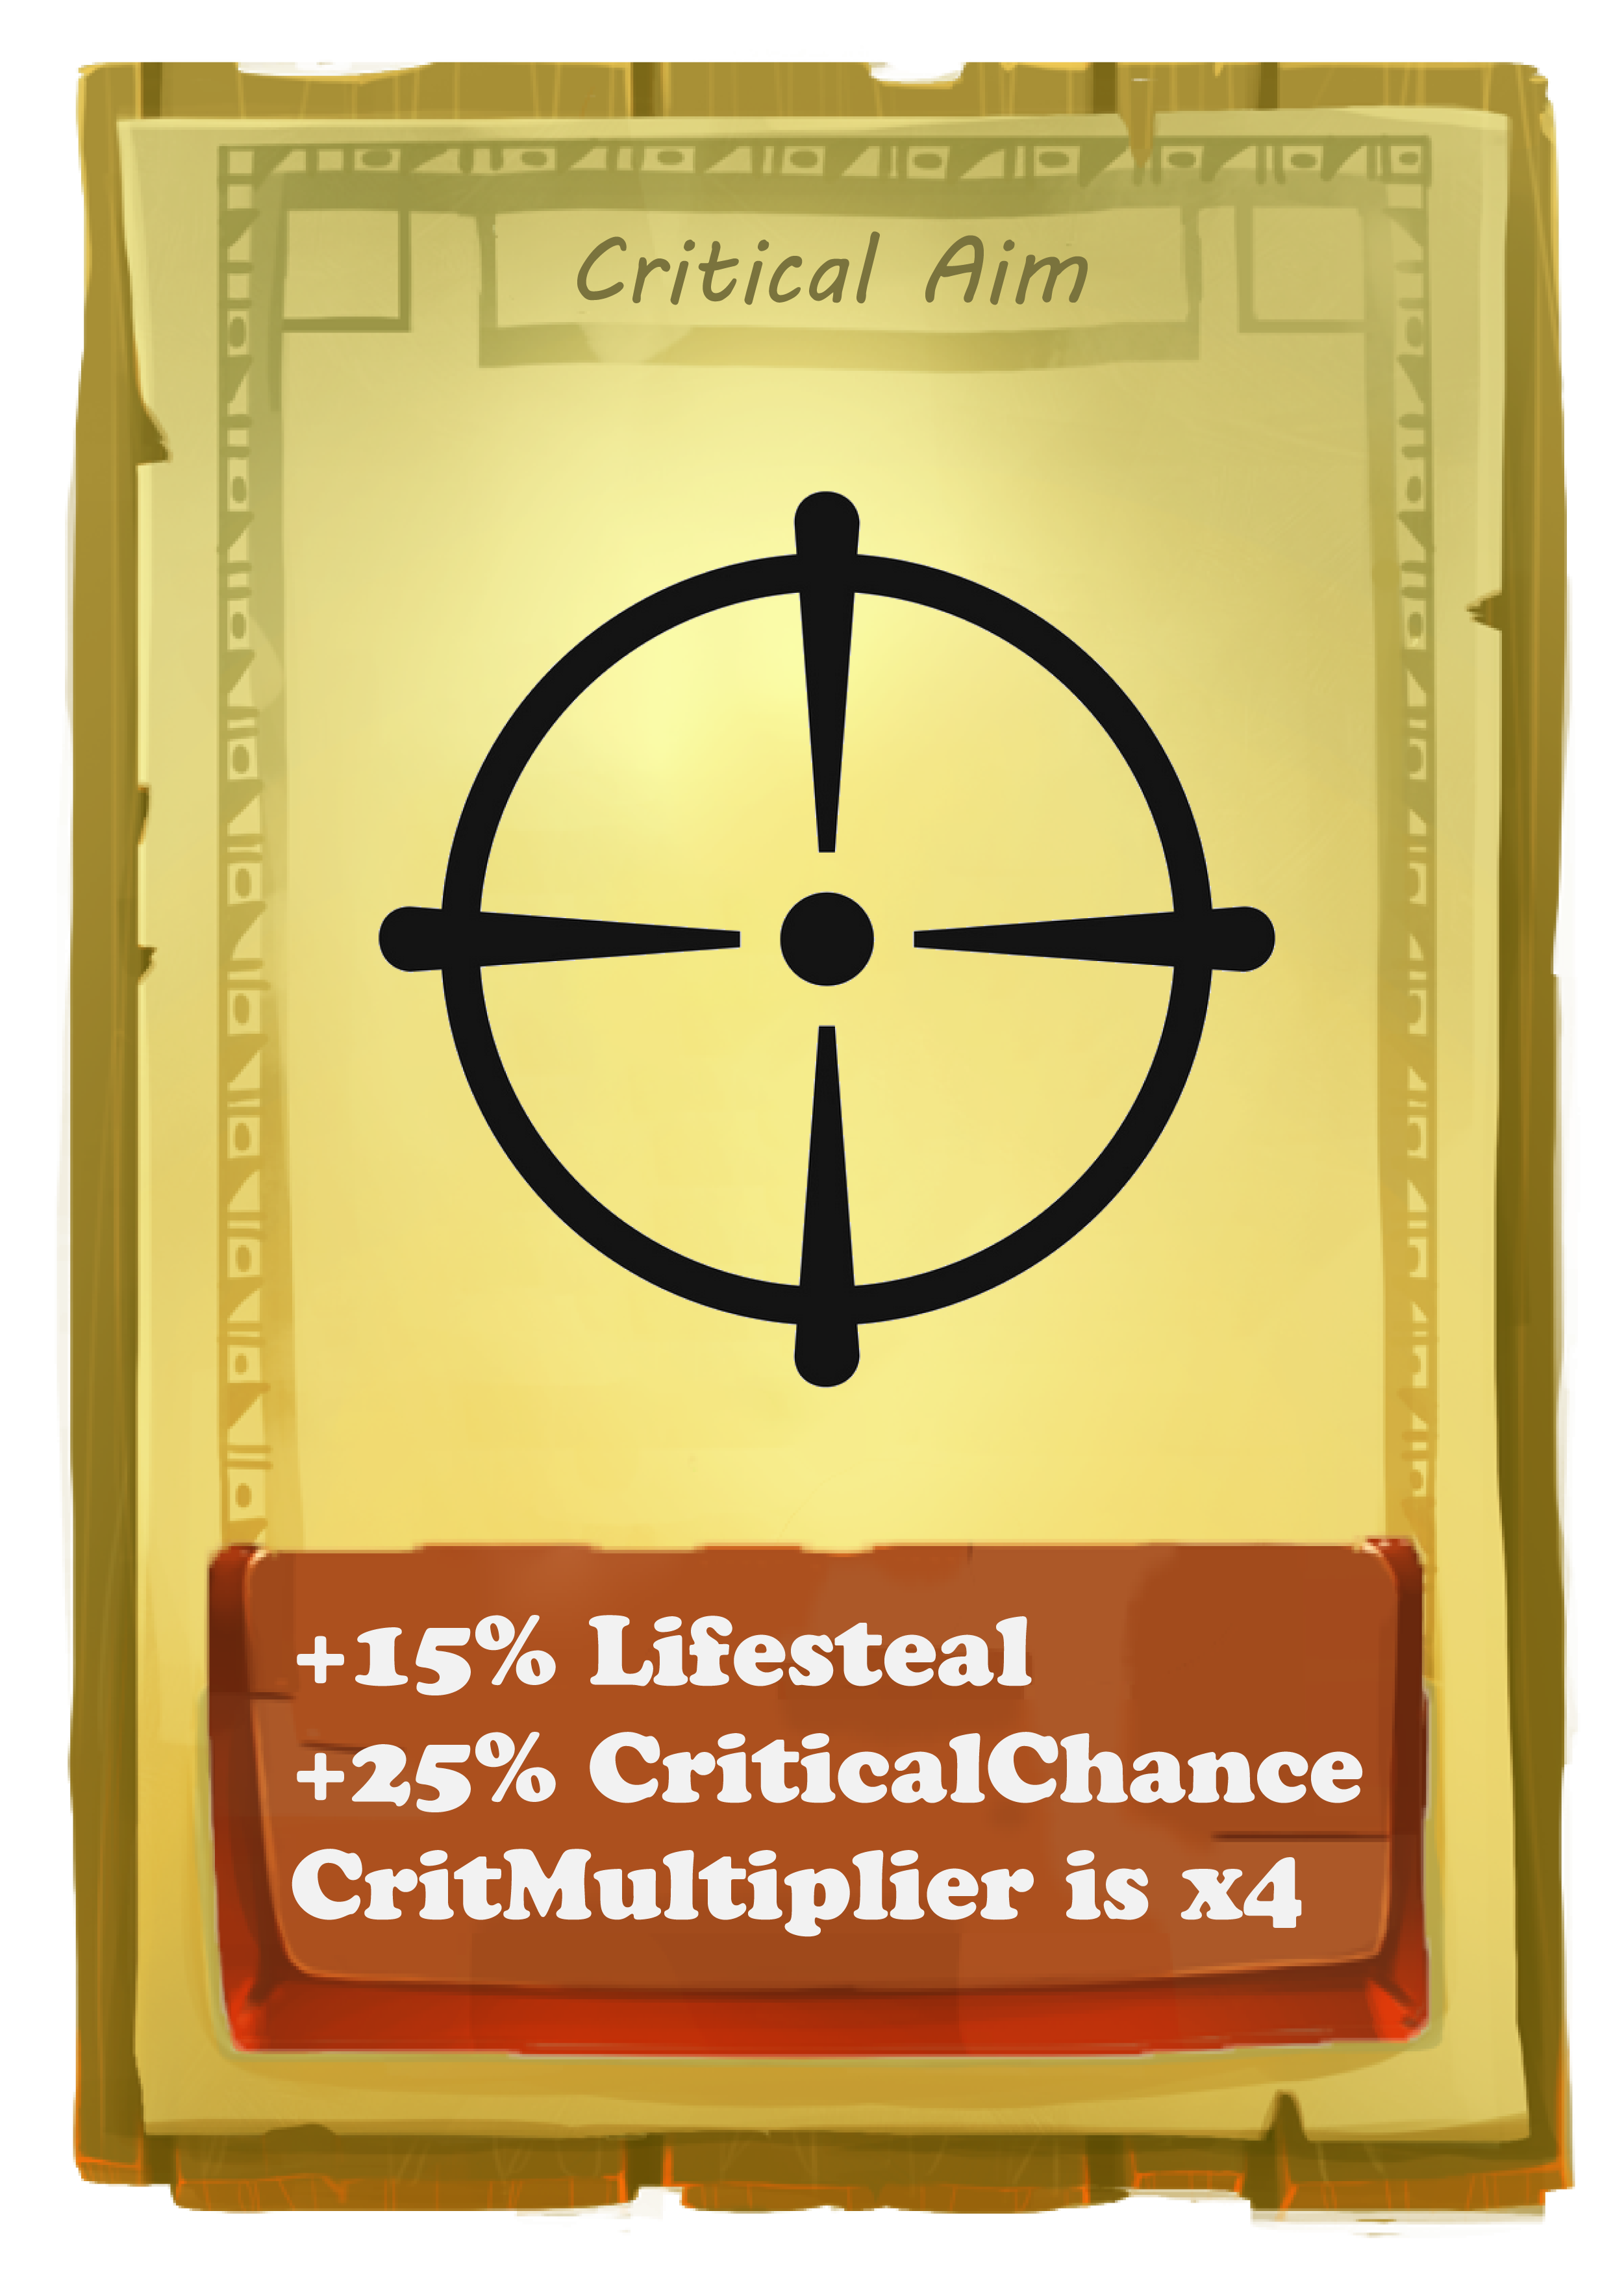 Critical Aim
+15% Lifesteal
+25% CriticalChance
CritMultiplier is x4